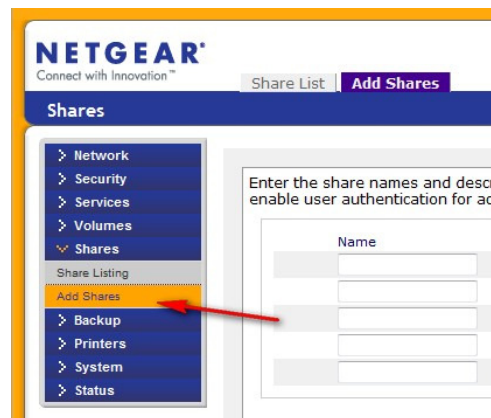 NETGEAR®
Connect with Innovation™
Share List
Add Shares
Shares
Network
Security
Services
Volumes
Shares
Share Listing
Add Shares
Backup
Printers
System
Status
Enter the share names and desc
enable user authentication for a
Name